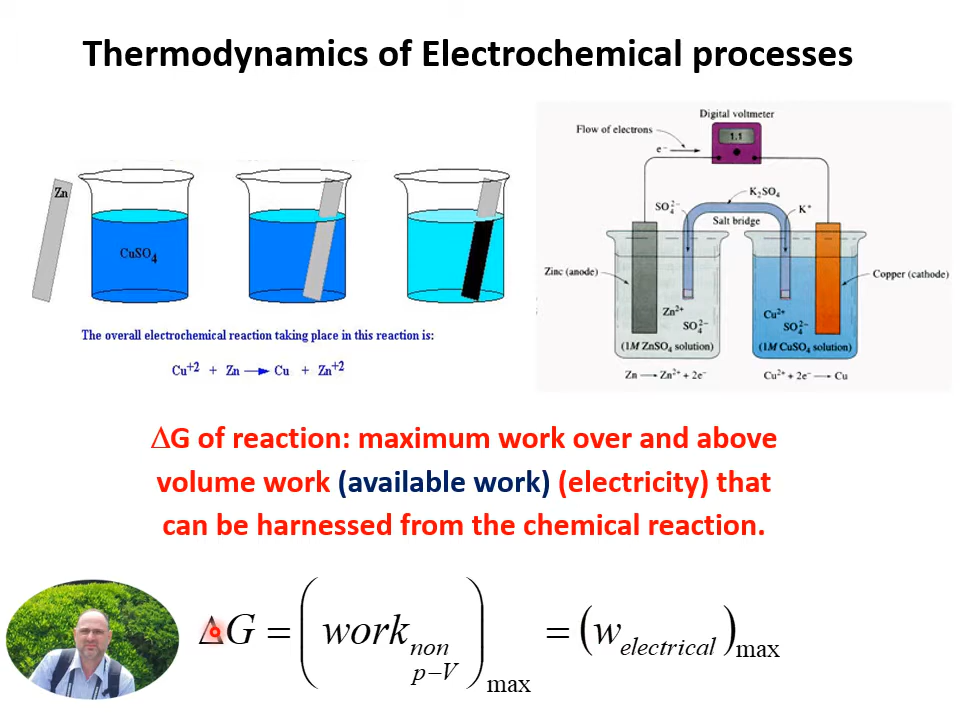 Thermodynamics of Electrochemical processes
Zn
CuSO4
The overall electrochemical reaction taking place in this reaction is:
Cu+2 + Zn → Cu + Zn+2
Digital voltmeter
Flow of electrons
1.1
e−
K2SO4
SO4 2−
K+
Salt bridge
Zinc (anode)
Copper (cathode)
Zn2+
SO4 2−
(1M ZnSO4 solution)
Cu2+
SO4 2−
(1M CuSO4 solution)
Zn → Zn2+ + 2e−
Cu2+ + 2e− → Cu
ΔG of reaction: maximum work over and above
volume work (available work) (electricity) that
can be harnessed from the chemical reaction.
ΔG = (work non p−V) max = (w electrical) max